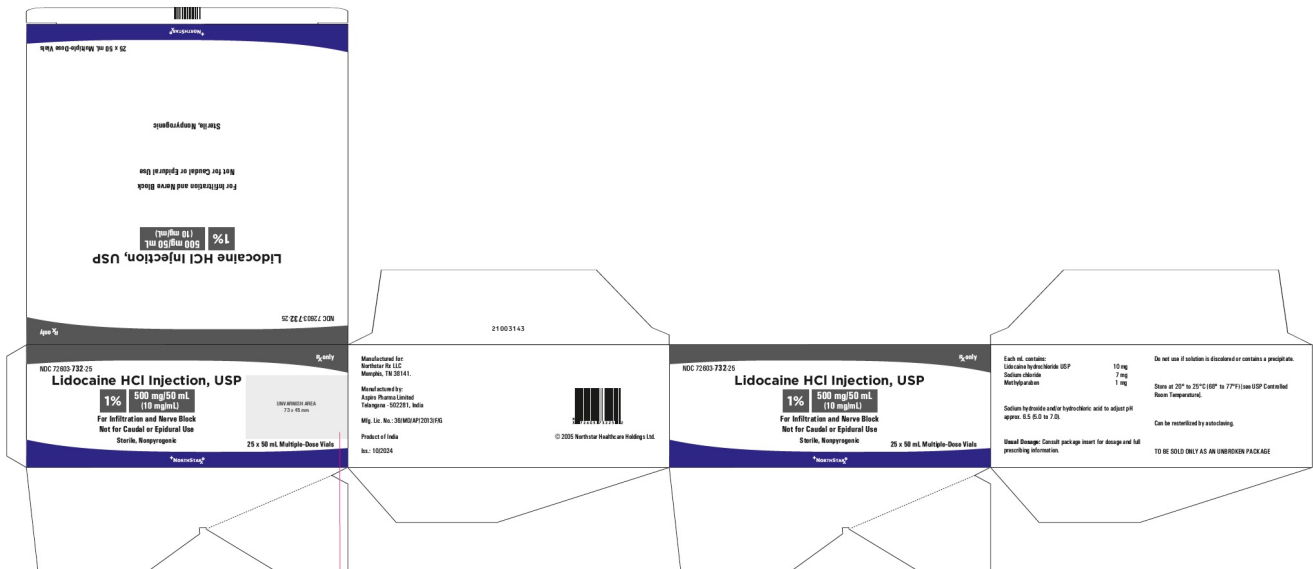 NORTHSTAR
25 x 50 mL Multiple-Dose Vials
Sterile, Nonpyrogenic
Not for Caudal or Epidural Use
For Infiltration and Nerve Block
1% 500 mg/50 mL
(10 mg/mL)
Lidocaine HCl Injection, USP
NDC 72603-732-25
Rx only
21003143
Rx only
NDC 72603-732-25
Lidocaine HCl Injection, USP
1% 500 mg/50 mL
(10 mg/mL)
For Infiltration and Nerve Block
Not for Caudal or Epidural Use
Sterile, Nonpyrogenic
25 x 50 mL Multiple-Dose Vials
UNVARNISH AREA
73 x 45 mm
NORTHSTAR
Manufactured for:
Northstar Rx LLC
Memphis, TN 38141.
Manufactured by:
Aspiro Pharma Limited
Telangana - 502281, India
Mfg. Lic. No.: 36/MD/AP/2013/F/G
Product of India
Iss.: 10/2024
© 2005 Northstar Healthcare Holdings Ltd.
Rx only
NDC 72603-732-25
Lidocaine HCl Injection, USP
1% 500 mg/50 mL
(10 mg/mL)
For Infiltration and Nerve Block
Not for Caudal or Epidural Use
Sterile, Nonpyrogenic
25 x 50 mL Multiple-Dose Vials
NORTHSTAR
Each mL contains:
Lidocaine hydrochloride USP 10 mg
Sodium chloride 7 mg
Methylparaben 1 mg
Sodium hydroxide and/or hydrochloric acid to adjust pH
approx. 6.5 (5.0 to 7.0).
Usual Dosage: Consult package insert for dosage and full
prescribing information.
Do not use if solution is discolored or contains a precipitate.
Store at 20° to 25°C (68° to 77°F) [see USP Controlled
Room Temperature].
Can be resterilized by autoclaving.
TO BE SOLD ONLY AS AN UNBROKEN PACKAGE